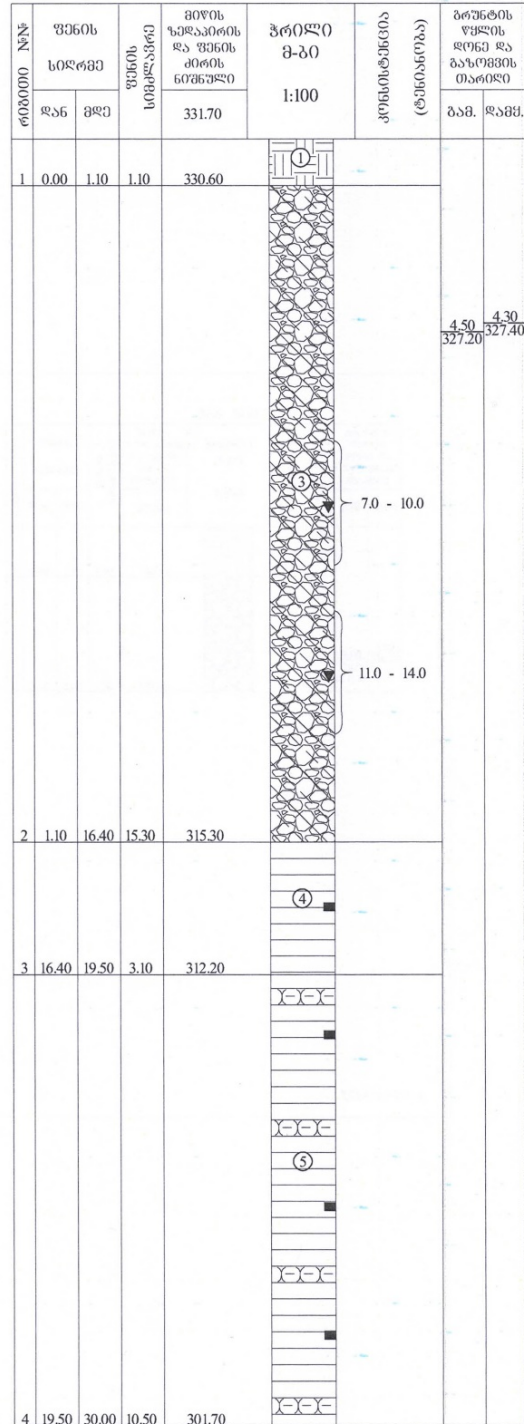 რიგითი №№
ფენის
სიღრმე
დან
მდე
ფენის
სიმძლავრე
მიწის
ზედაპირის
და ფენის
ძირის
ნიშნული
331.70
ჭრილი
მ-ბი
1:100
კონსისტენცია
(ტენიანობა)
გრუნტის
წყლის
დონე და
გაზომვის
თარიღი
გამ.
დამყ.
①
1 0.00 1.10 1.10 330.60
4.50 4.30
327.20 327.40
③
7.0 - 10.0
11.0 - 14.0
2 1.10 16.40 15.30 315.30
④
3 16.40 19.50 3.10 312.20
⑤
4 19.50 30.00 10.50 301.70